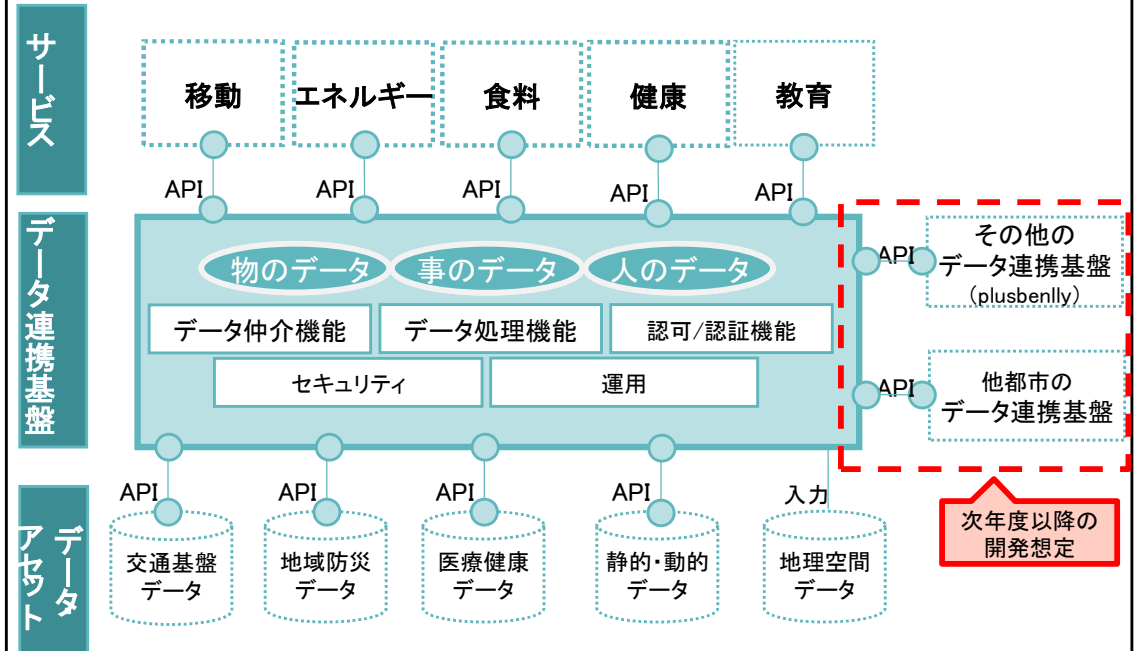 サービス
移動
エネルギー
食料
健康
教育
API
API
API
API
API
データ連携基盤
物のデータ
事のデータ
人のデータ
データ仲介機能
データ処理機能
認可/認証機能
セキュリティ
運用
API
その他の
データ連携基盤
(plusbenlly)
API
他都市の
データ連携基盤
次年度以降の
開発想定
データ
アセット
API
API
API
API
入力
交通基盤
データ
地域防災
データ
医療健康
データ
静的・動的
データ
地理空間
データ